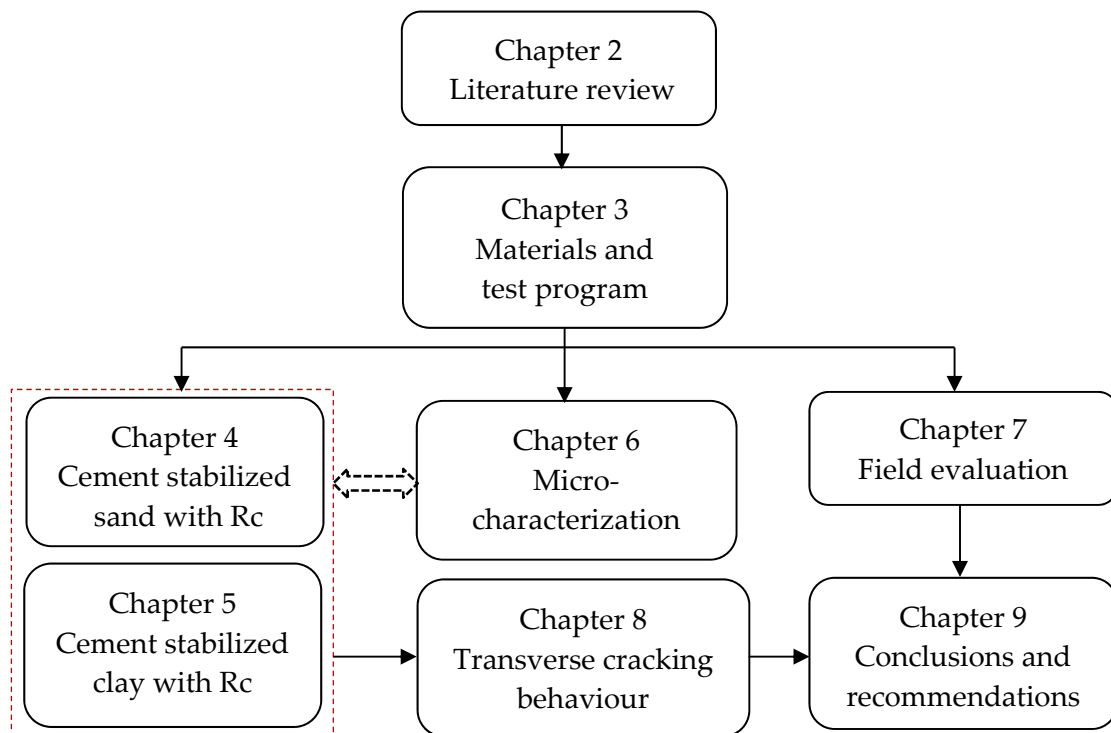 Chapter 2
Literature review
Chapter 3
Materials and
test program
Chapter 4
Cement stabilized
sand with Rc
Chapter 6
Micro-
characterization
Chapter 7
Field evaluation
Chapter 5
Cement stabilized
clay with Rc
Chapter 8
Transverse cracking
behaviour
Chapter 9
Conclusions and
recommendations